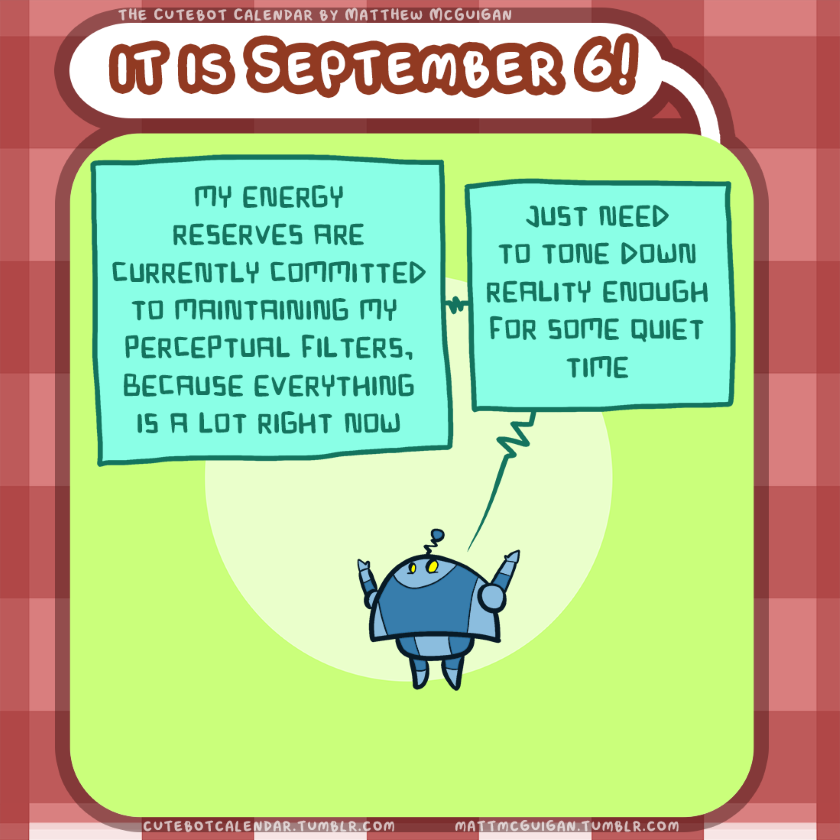 THE CUTEBOT CALENDAR BY MATTHEW MCGUIGAN
IT IS SEPTEMBER 6!
MY ENERGY
RESERVES ARE
CURRENTLY COMMITTED
TO MAINTAINING MY
PERCEPTUAL FILTERS,
BECAUSE EVERYTHING
IS A LOT RIGHT NOW
JUST NEED
TO TONE DOWN
REALITY ENOUGH
FOR SOME QUIET
TIME
CUTEBOTCALENDAR.TUMBLR.COM
MATTMCGUIGAN.TUMBLR.COM